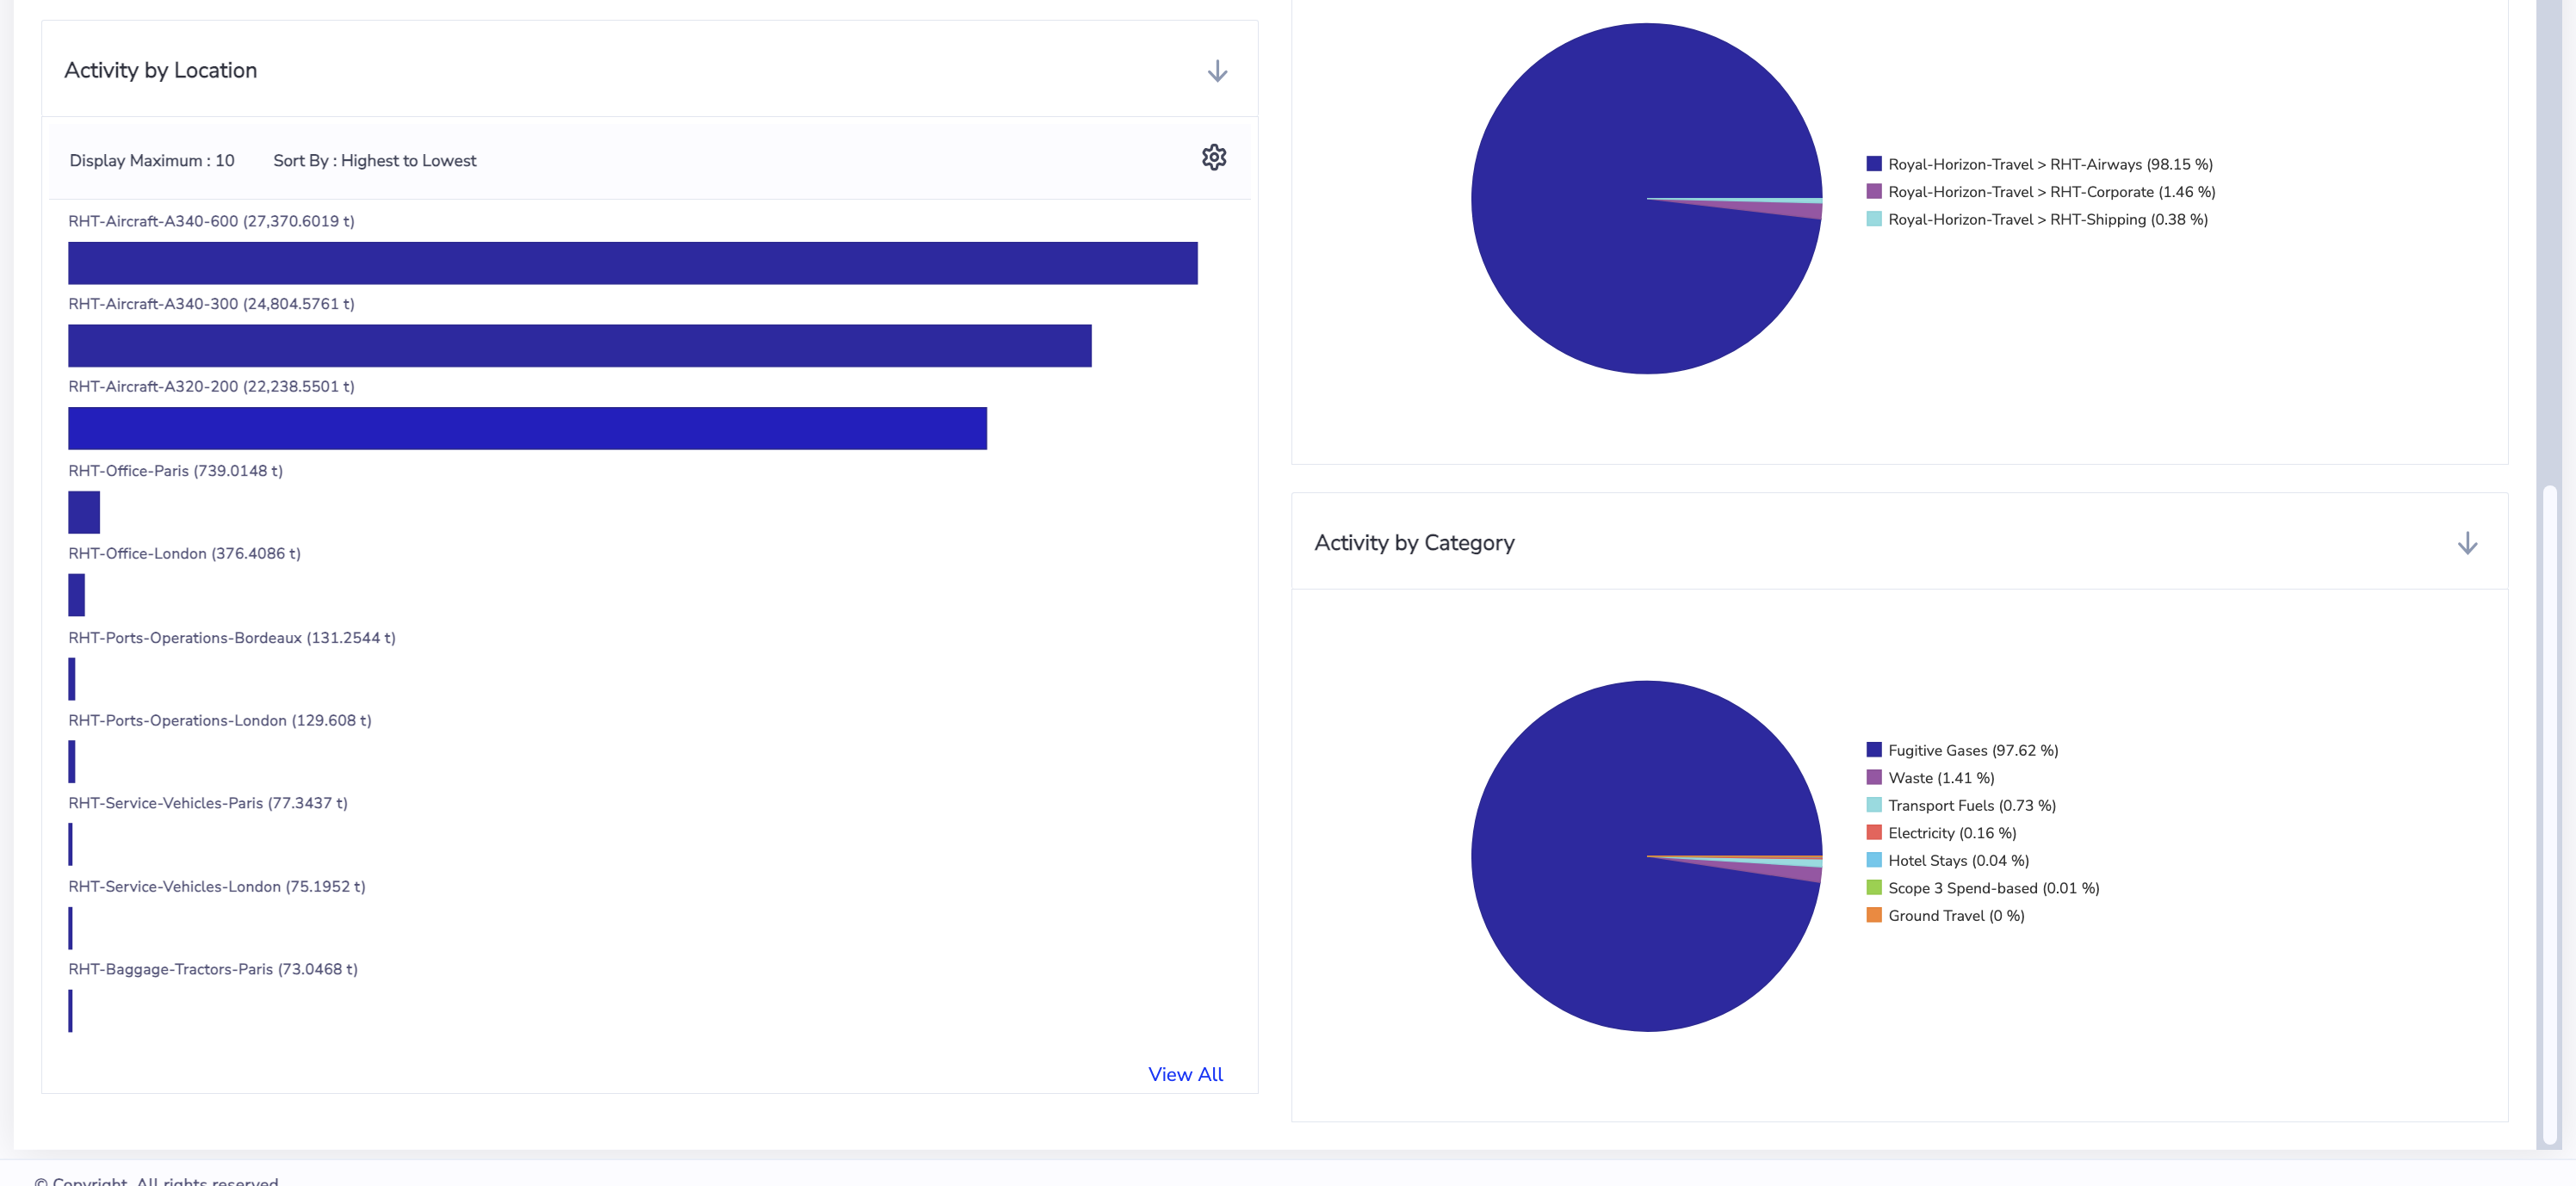 Activity by Location
Display Maximum : 10
Sort By : Highest to Lowest
RHT-Aircraft-A340-600 (27,370.6019 t)
RHT-Aircraft-A340-300 (24,804.5761 t)
RHT-Aircraft-A320-200 (22,238.5501 t)
RHT-Office-Paris (739.0148 t)
RHT-Office-London (376.4086 t)
RHT-Ports-Operations-Bordeaux (131.2544 t)
RHT-Ports-Operations-London (129.608 t)
RHT-Service-Vehicles-Paris (77.3437 t)
RHT-Service-Vehicles-London (75.1952 t)
RHT-Baggage-Tractors-Paris (73.0468 t)
View All
Royal-Horizon-Travel > RHT-Airways (98.15 %)
Royal-Horizon-Travel > RHT-Corporate (1.46 %)
Royal-Horizon-Travel > RHT-Shipping (0.38 %)
Activity by Category
Fugitive Gases (97.62 %)
Waste (1.41 %)
Transport Fuels (0.73 %)
Electricity (0.16 %)
Hotel Stays (0.04 %)
Scope 3 Spend-based (0.01 %)
Ground Travel (0 %)
© Copyright. All rights reserved